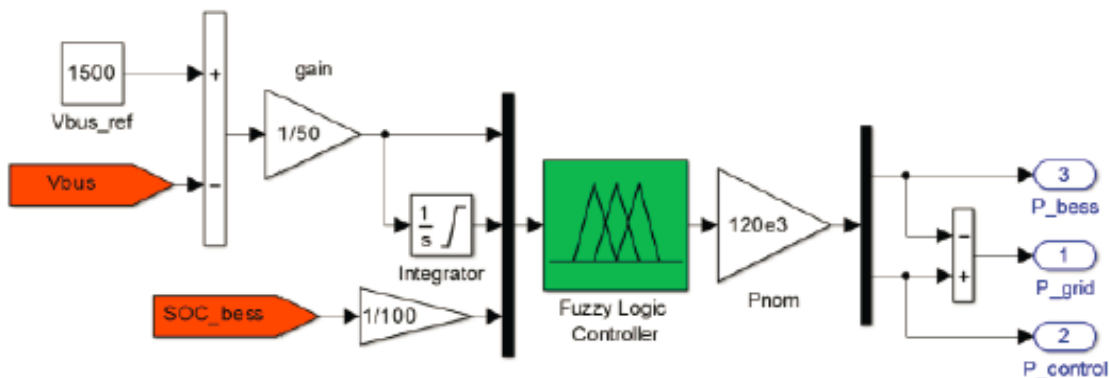 1500
Vbus_ref
+
−
Vbus
gain
1/50
1
s
Integrator
SOC_bess
1/100
Fuzzy Logic
Controller
120e3
Pnom
−
+
3
P_bess
1
P_grid
2
P_control